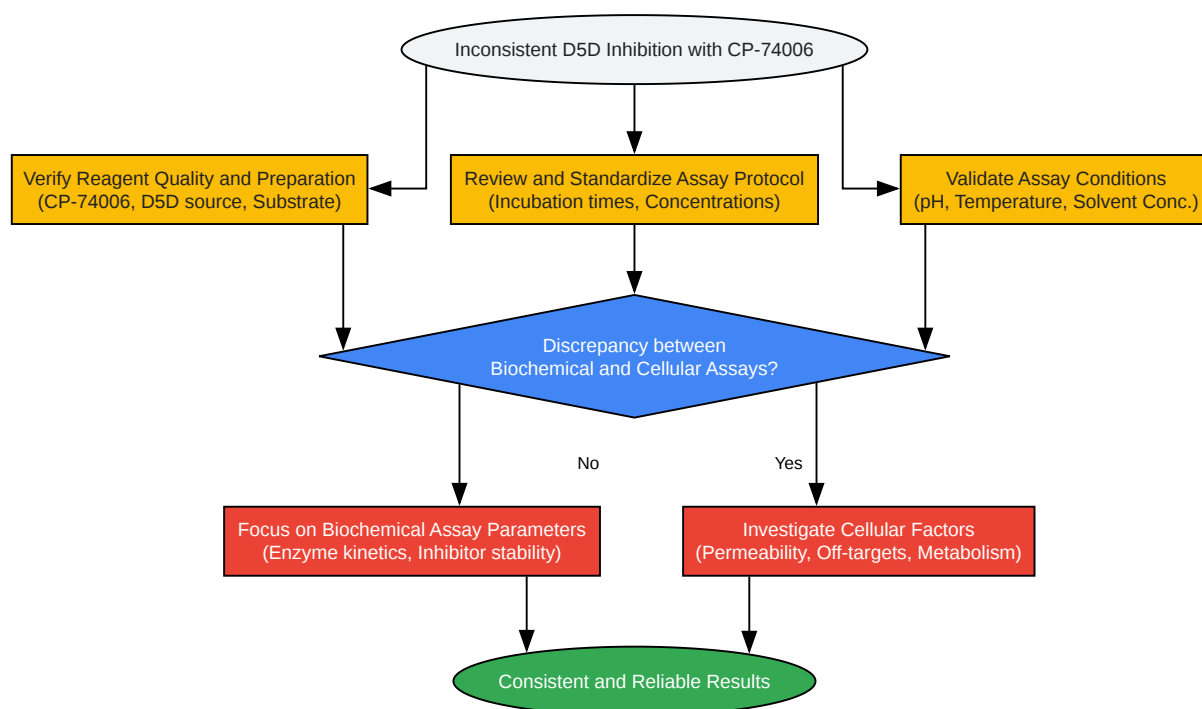 Inconsistent D5D Inhibition with CP-74006
Verify Reagent Quality and Preparation
(CP-74006, D5D source, Substrate)
Review and Standardize Assay Protocol
(Incubation times, Concentrations)
Validate Assay Conditions
(pH, Temperature, Solvent Conc.)
Discrepancy between
Biochemical and Cellular Assays?
No
Yes
Focus on Biochemical Assay Parameters
(Enzyme kinetics, Inhibitor stability)
Investigate Cellular Factors
(Permeability, Off-targets, Metabolism)
Consistent and Reliable Results